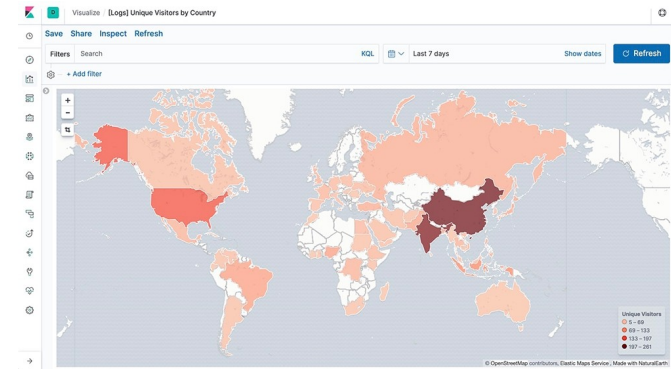 D Visualize [Logs] Unique Visitors by Country
Save Share Inspect Refresh
Filters Search KQL Last 7 days Show dates Refresh
+ Add filter
Unique Visitors
5 – 69
69 – 133
133 – 197
197 – 261
© OpenStreetMap contributors, Elastic Maps Service, Made with NaturalEarth